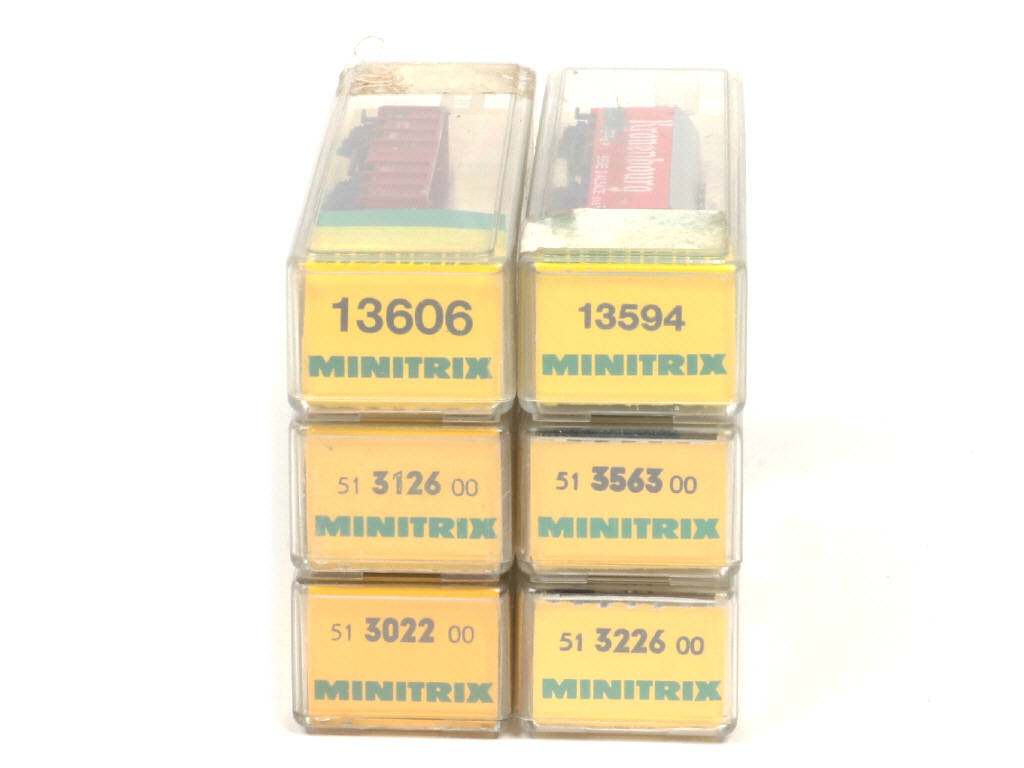 Kronenbourg
13606
MINITRIX
13594
MINITRIX
51 3126 00
MINITRIX
51 3563 00
MINITRIX
51 3022 00
MINITRIX
51 3226 00
MINITRIX